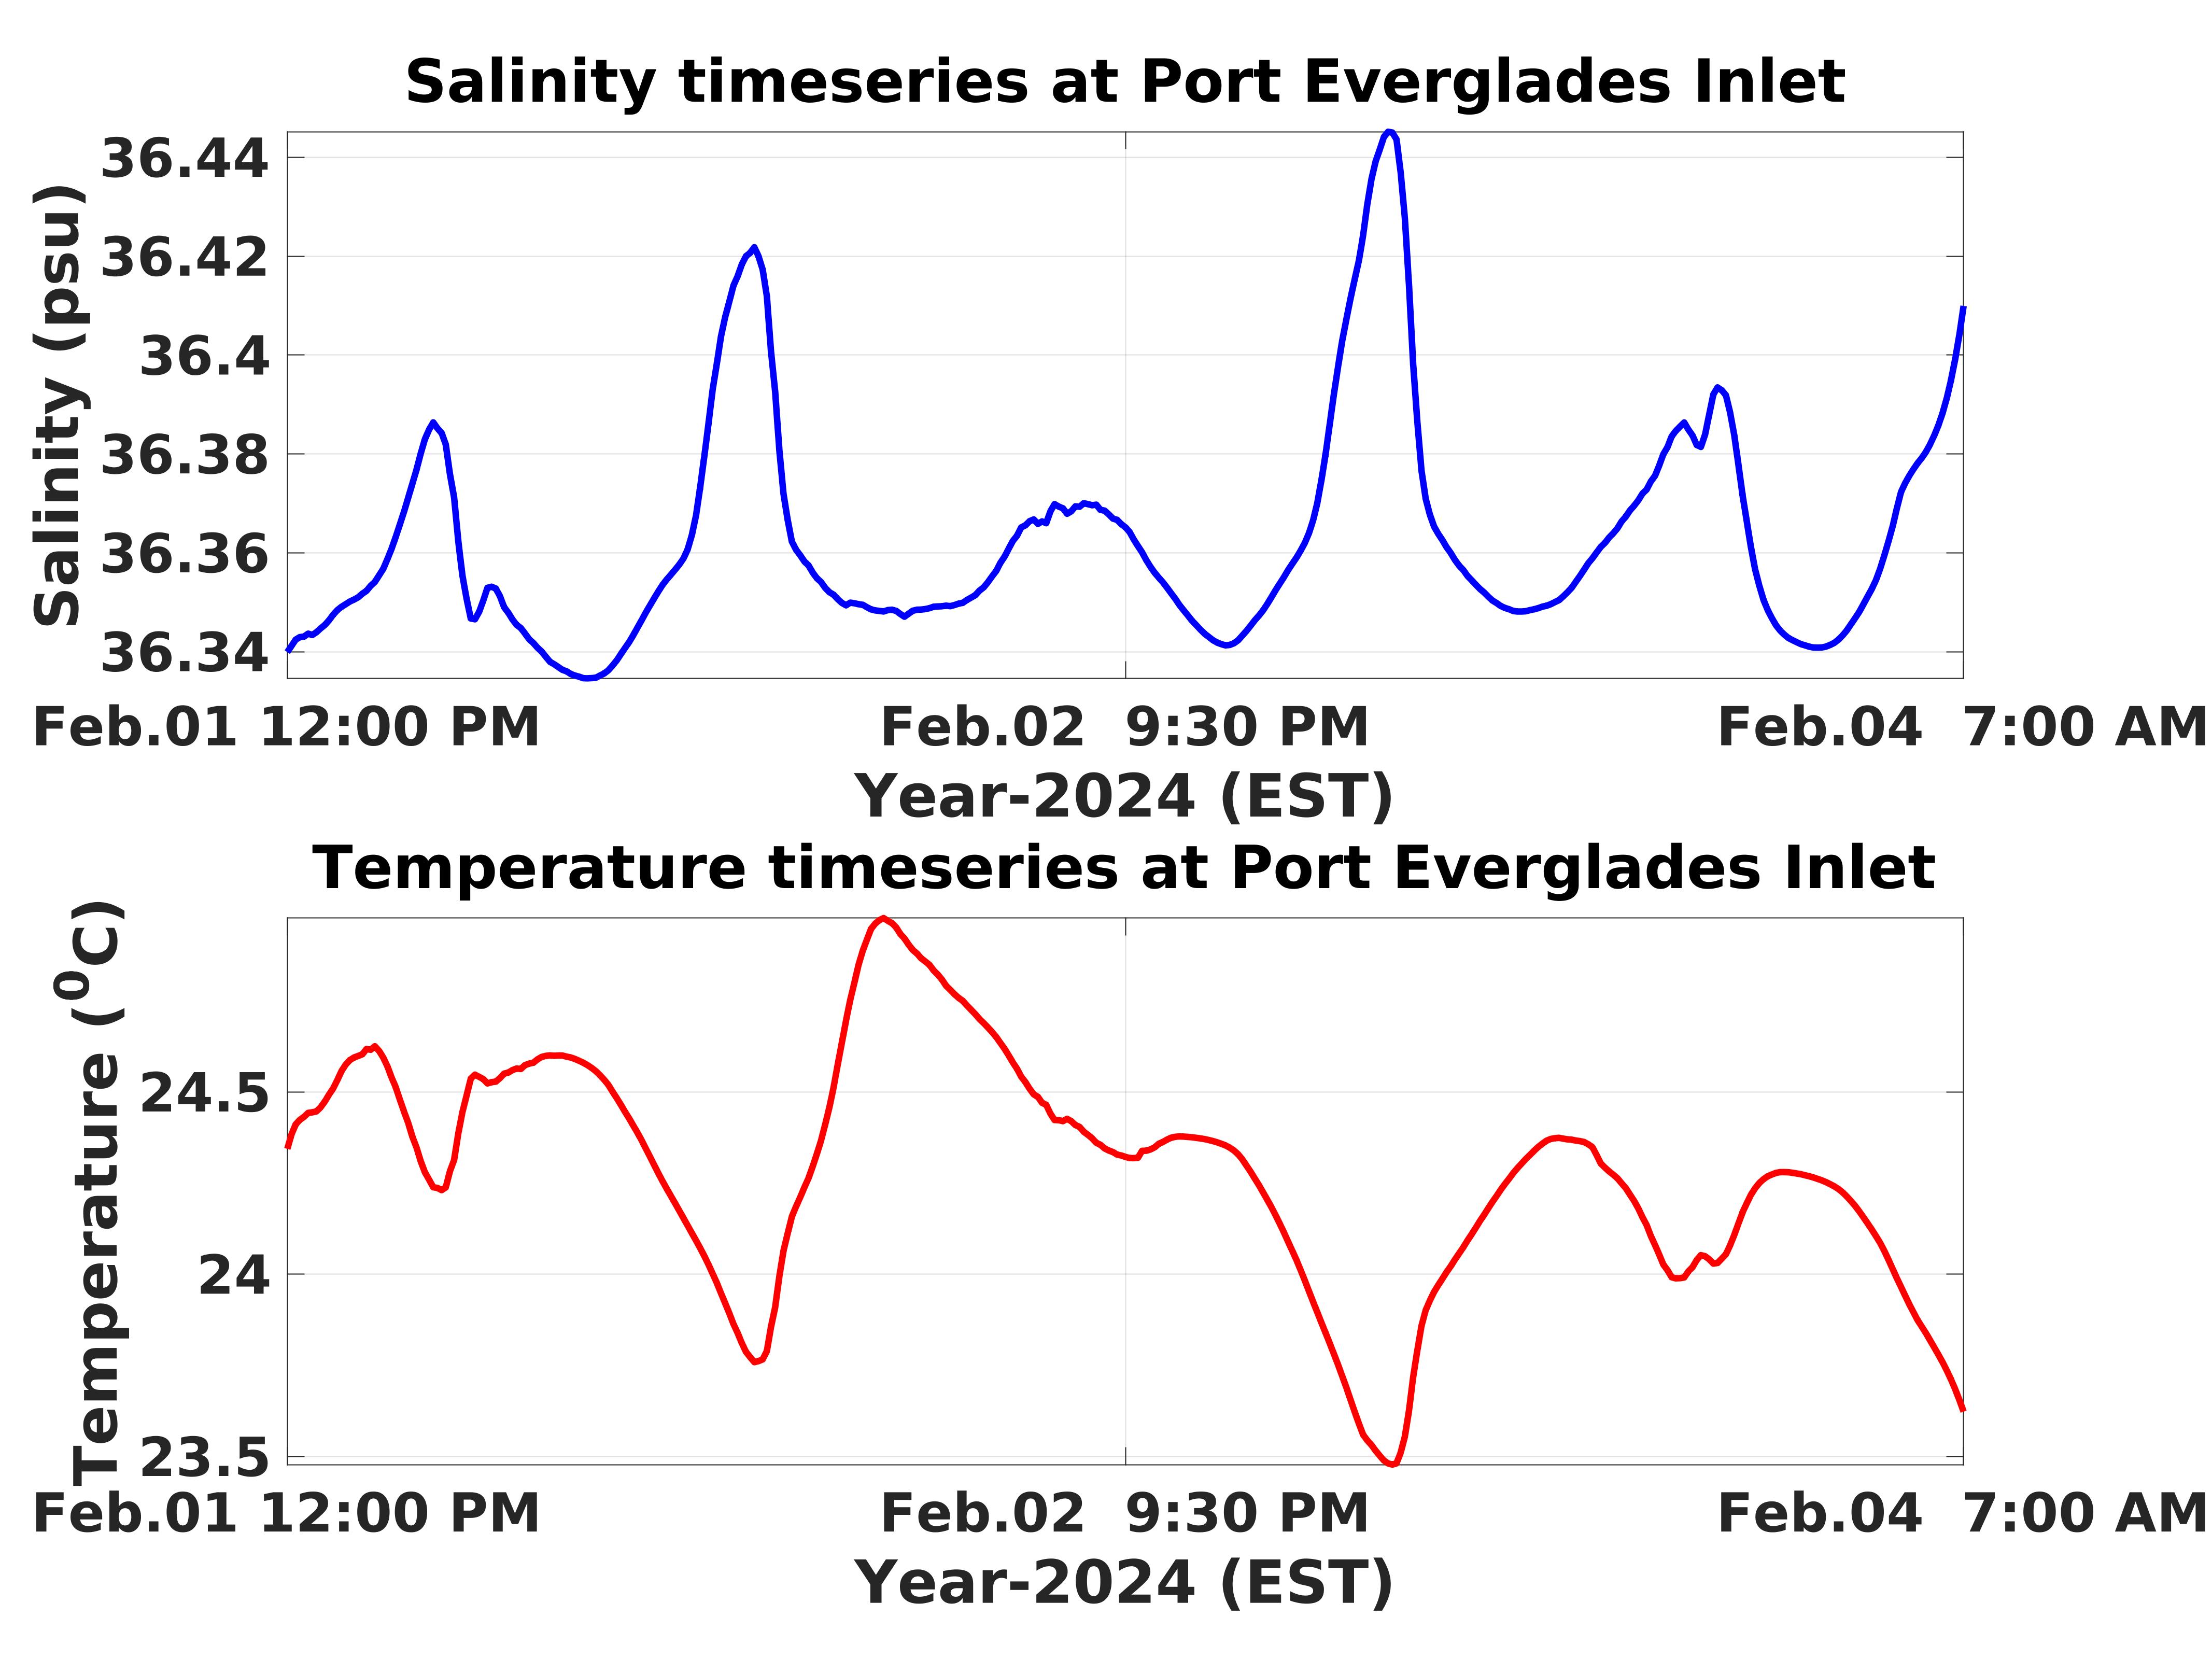 Salinity timeseries at Port Everglades Inlet
Salinity (psu)
36.44
36.42
36.4
36.38
36.36
36.34
Feb.01 12:00 PM
Feb.02  9:30 PM
Feb.04  7:00 AM
Year-2024 (EST)
Temperature timeseries at Port Everglades Inlet
Temperature (⁰C)
24.5
24
23.5
Feb.01 12:00 PM
Feb.02  9:30 PM
Feb.04  7:00 AM
Year-2024 (EST)